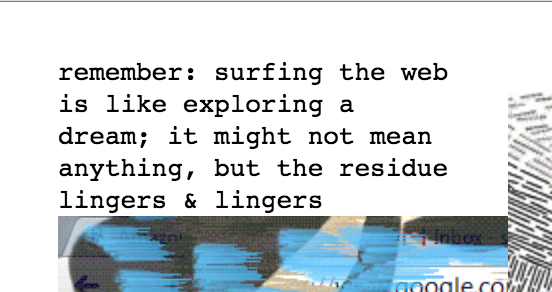 remember: surfing the web
is like exploring a
dream; it might not mean
anything, but the residue
lingers & lingers
Inbox
google.co